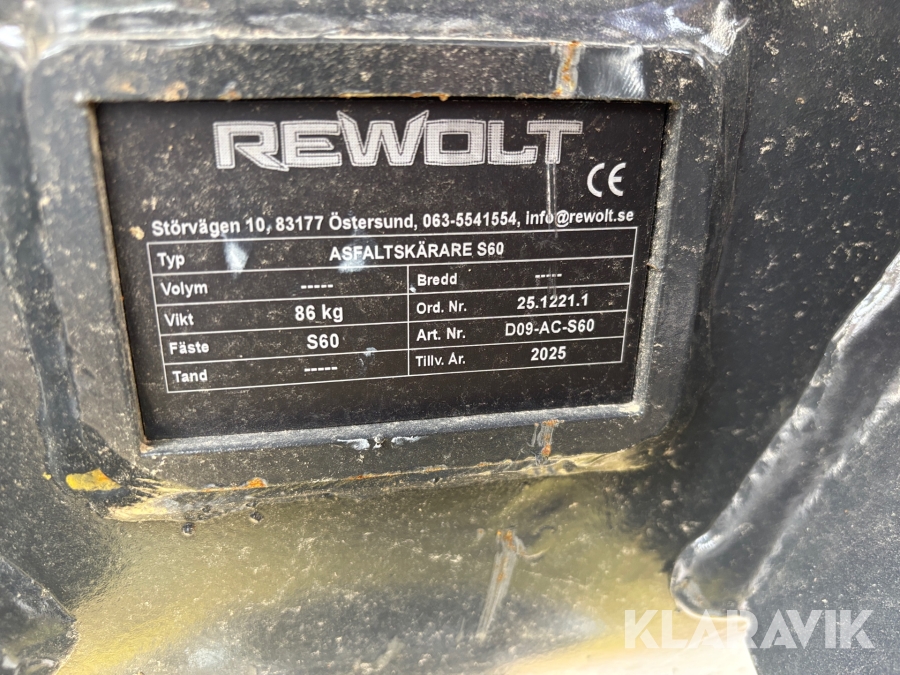 KLARAVIK
REWOLT
CE
Störvägen 10, 83177 Östersund, 063-5541554, info@rewolt.se
Typ ASFALTSKÄRARE S60
Volym ----- Bredd -----
Vikt 86 kg Ord. Nr. 25.1221.1
Fäste S60 Art. Nr. D09-AC-S60
Tand ----- Tillv. År. 2025
KLARAVIK